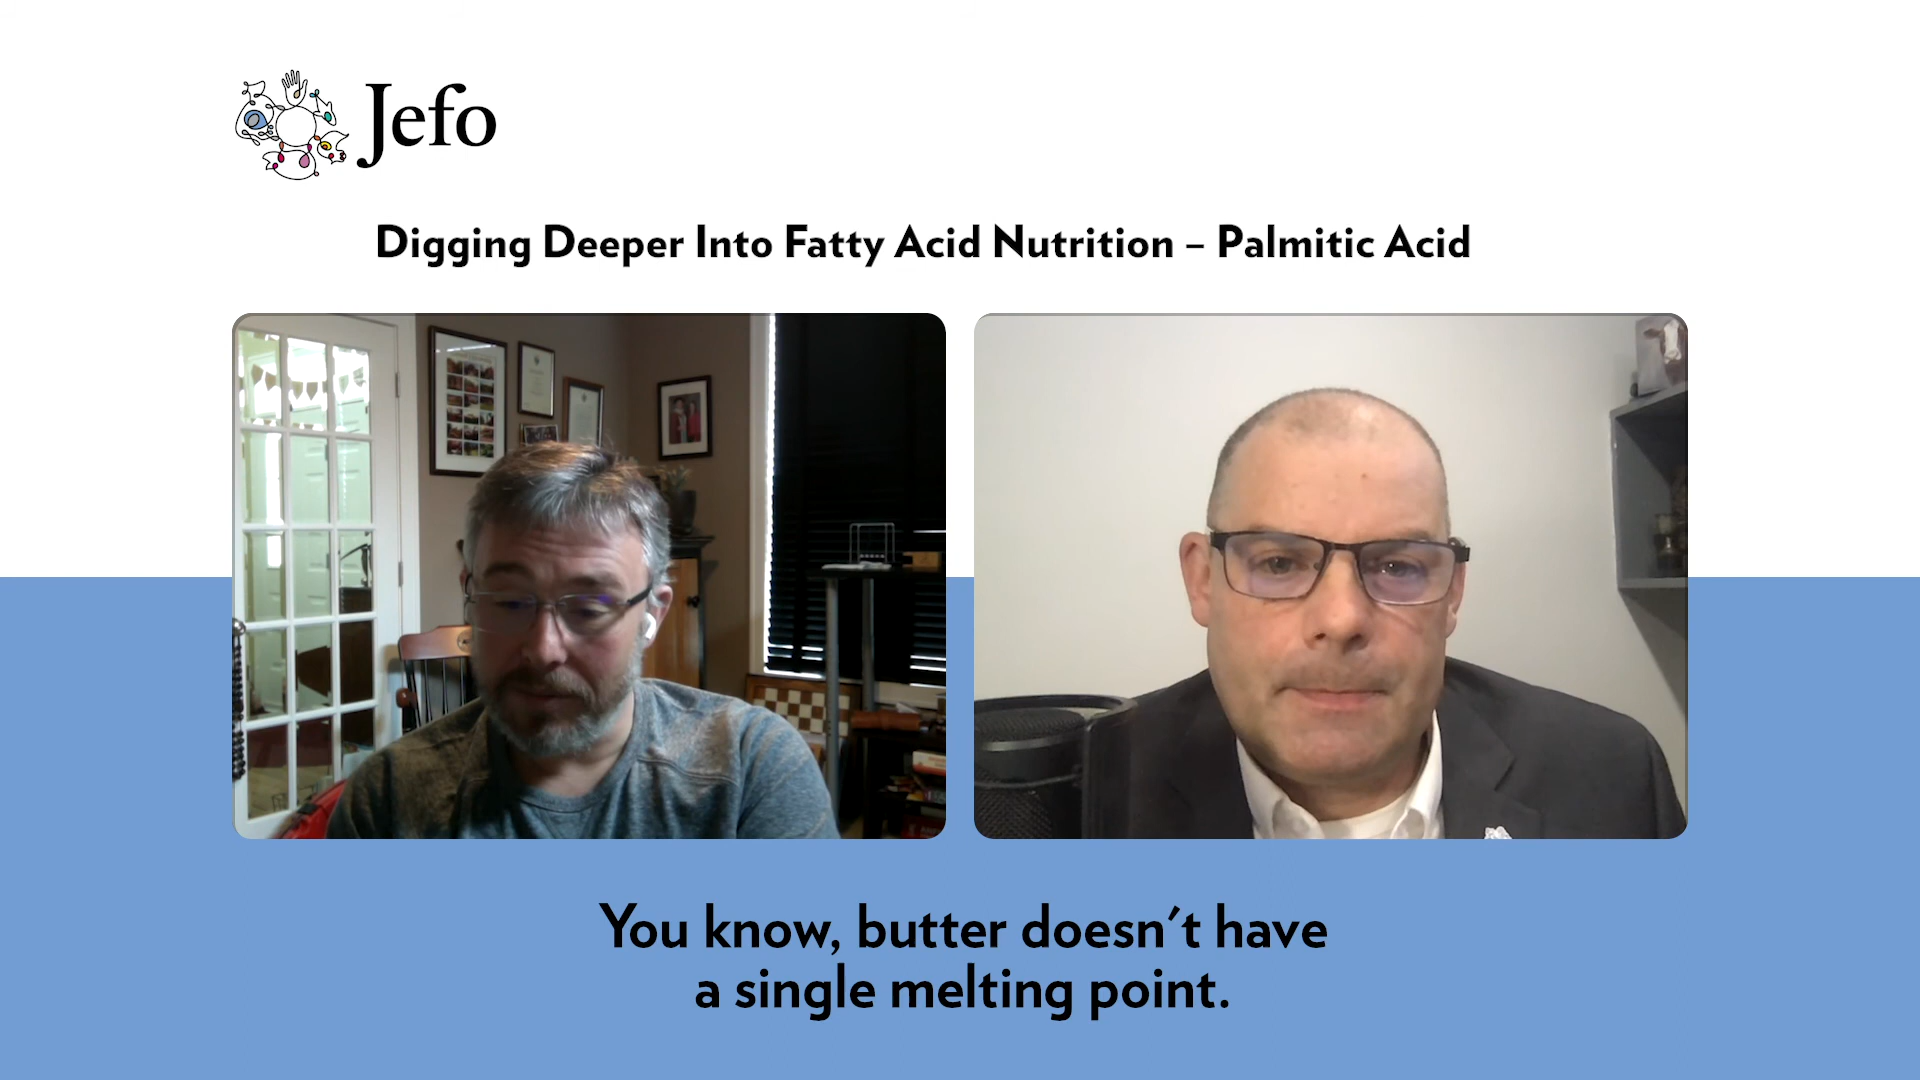 Jefo
Digging Deeper Into Fatty Acid Nutrition – Palmitic Acid
You know, butter doesn't have
a single melting point.